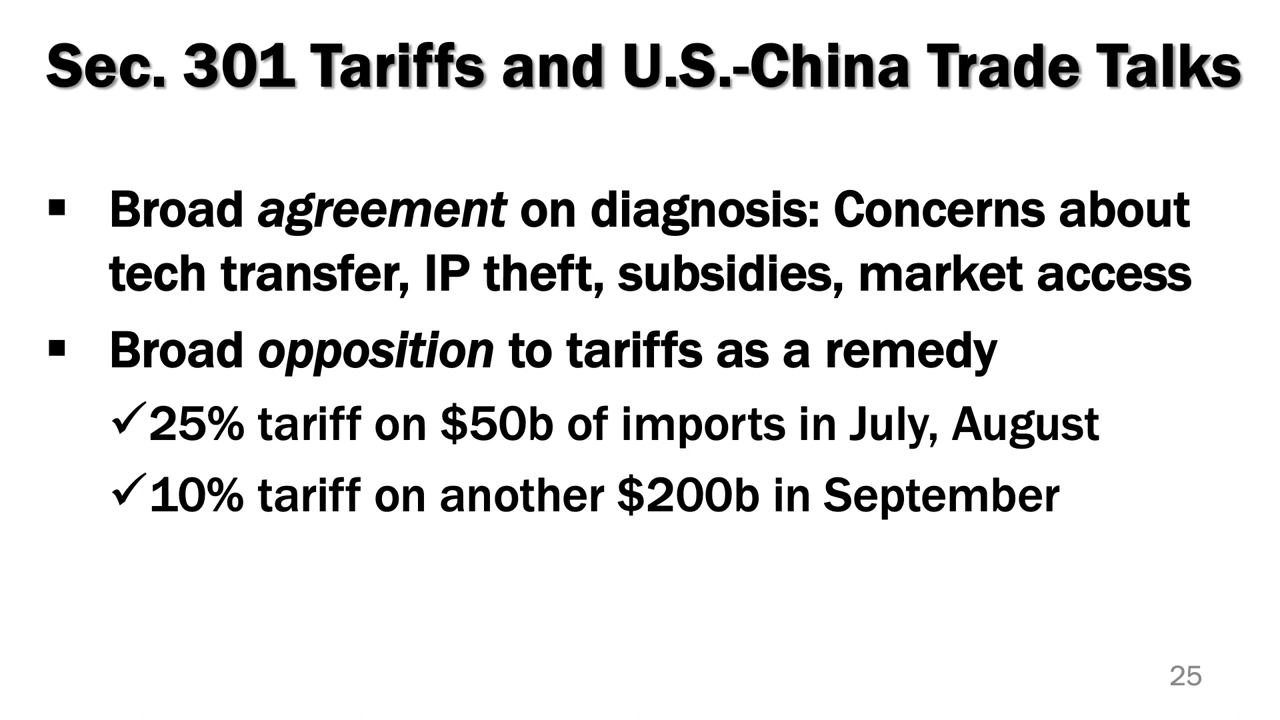 Sec. 301 Tariffs and U.S.-China Trade Talks
▪ Broad agreement on diagnosis: Concerns about
tech transfer, IP theft, subsidies, market access
▪ Broad opposition to tariffs as a remedy
✓25% tariff on $50b of imports in July, August
✓10% tariff on another $200b in September
25